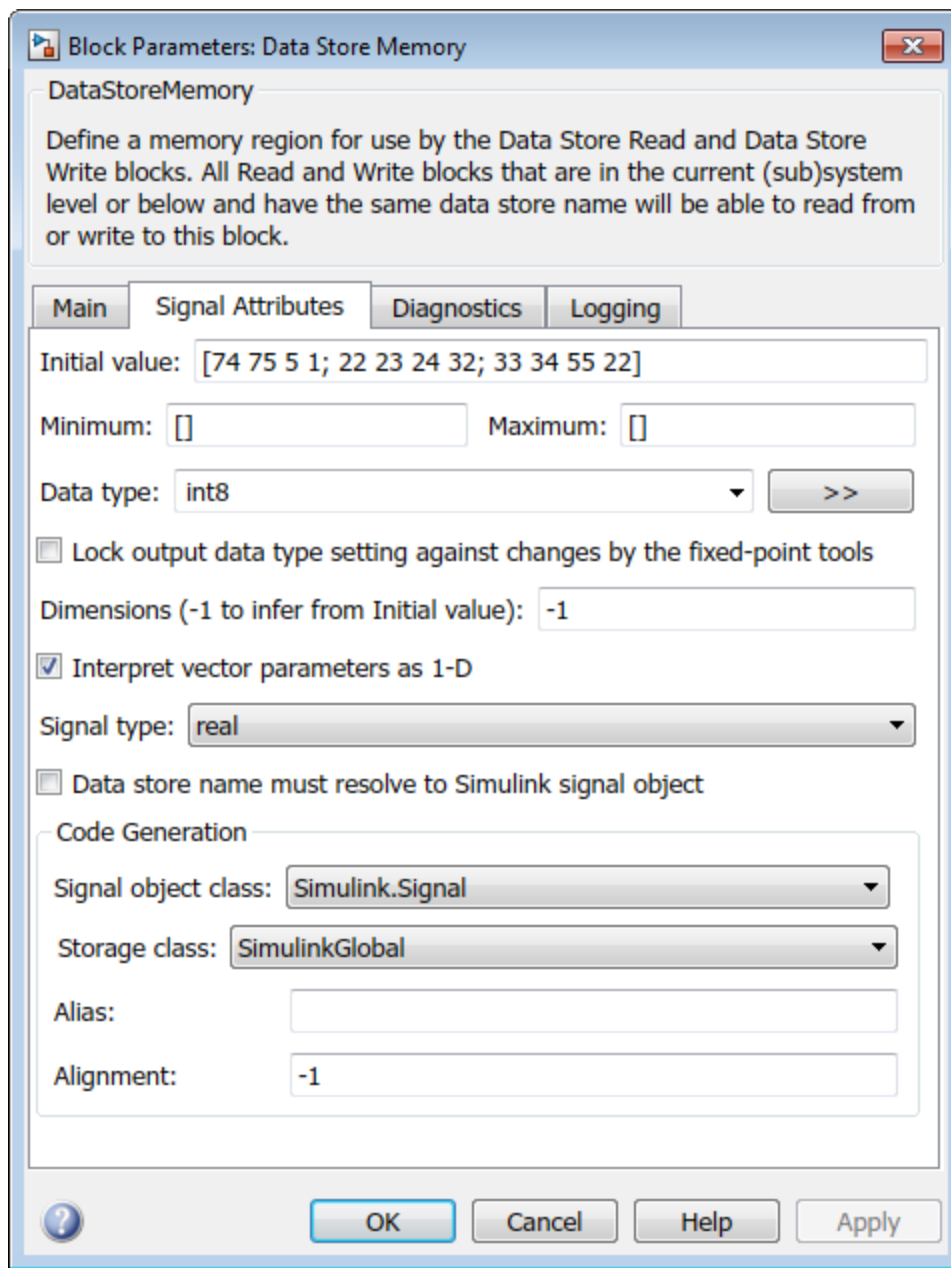 Block Parameters: Data Store Memory
DataStoreMemory
Define a memory region for use by the Data Store Read and Data Store
Write blocks. All Read and Write blocks that are in the current (sub)system
level or below and have the same data store name will be able to read from
or write to this block.
Main Signal Attributes Diagnostics Logging
Initial value: [74 75 5 1; 22 23 24 32; 33 34 55 22]
Minimum: [] Maximum: []
Data type: int8 >>
Lock output data type setting against changes by the fixed-point tools
Dimensions (-1 to infer from Initial value): -1
Interpret vector parameters as 1-D
Signal type: real
Data store name must resolve to Simulink signal object
Code Generation
Signal object class: Simulink.Signal
Storage class: SimulinkGlobal
Alias:
Alignment: -1
? OK Cancel Help Apply